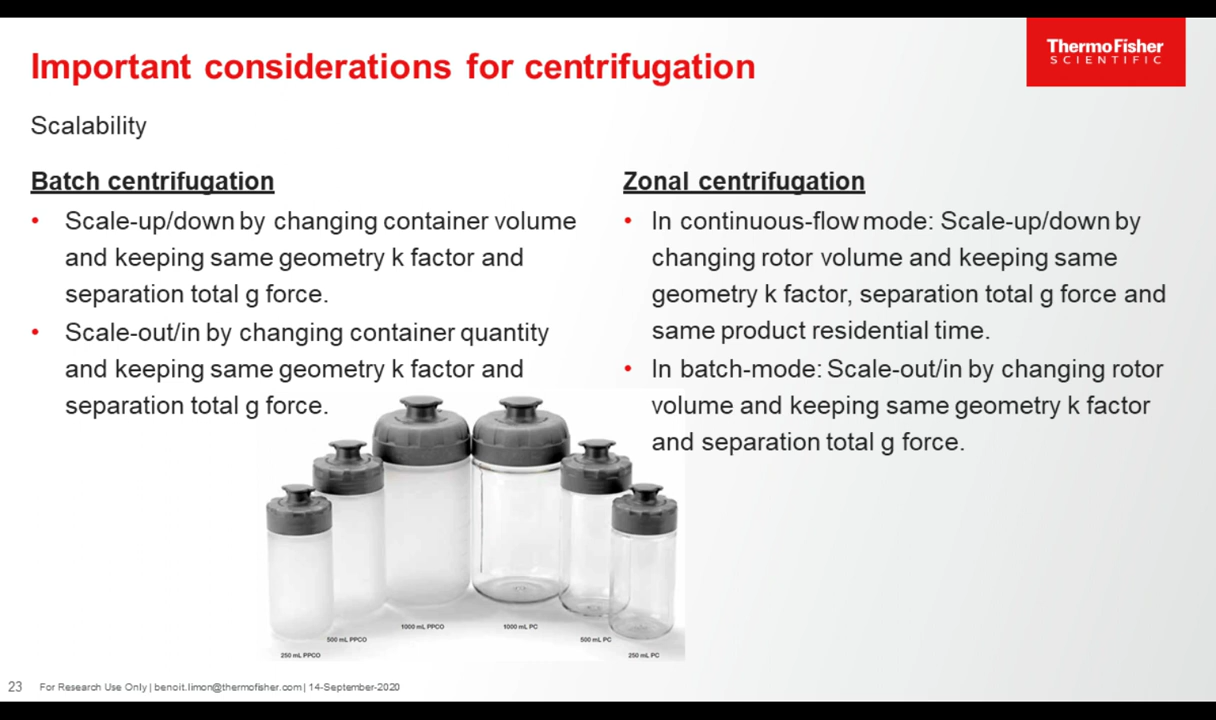 Important considerations for centrifugation
ThermoFisher
SCIENTIFIC
Scalability
Batch centrifugation
• Scale-up/down by changing container volume
and keeping same geometry k factor and
separation total g force.
• Scale-out/in by changing container quantity
and keeping same geometry k factor and
separation total g force.
Zonal centrifugation
• In continuous-flow mode: Scale-up/down by
changing rotor volume and keeping same
geometry k factor, separation total g force and
same product residential time.
• In batch-mode: Scale-out/in by changing rotor
volume and keeping same geometry k factor
and separation total g force.
250 mL PPCO
500 mL PPCO
1000 mL PPCO
1000 mL PC
500 mL PC
250 mL PC
23 For Research Use Only | benoit.limon@thermofisher.com | 14-September-2020